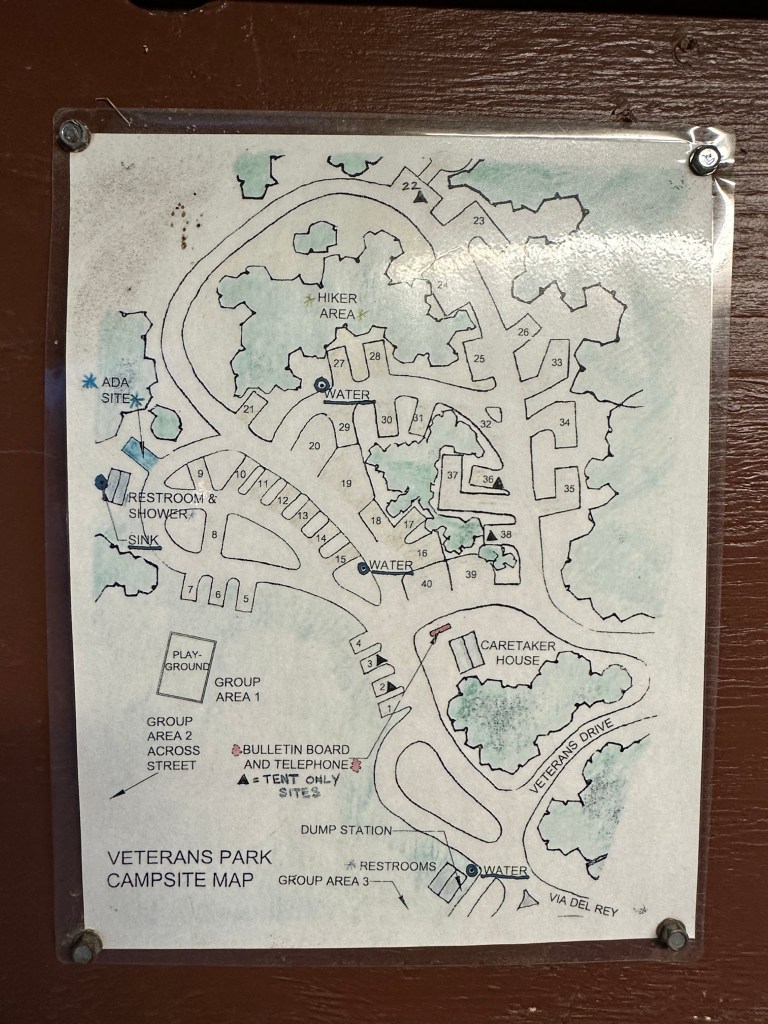 22
23
HIKER
AREA
24
26
27
28
25
33
ADA
SITE
WATER
21
29
30
31
32
34
20
9
10
11
12
13
14
15
19
37
36
35
RESTROOM &
SHOWER
SINK
8
18
17
16
38
WATER
40
39
7
6
5
4
3
2
1
CARETAKER
HOUSE
PLAY-
GROUND
GROUP
AREA 1
GROUP
AREA 2
ACROSS
STREET
BULLETIN BOARD
AND TELEPHONE
= TENT ONLY
SITES
VETERANS DRIVE
DUMP STATION
VETERANS PARK
CAMPSITE MAP
RESTROOMS
WATER
GROUP AREA 3
VIA DEL REY